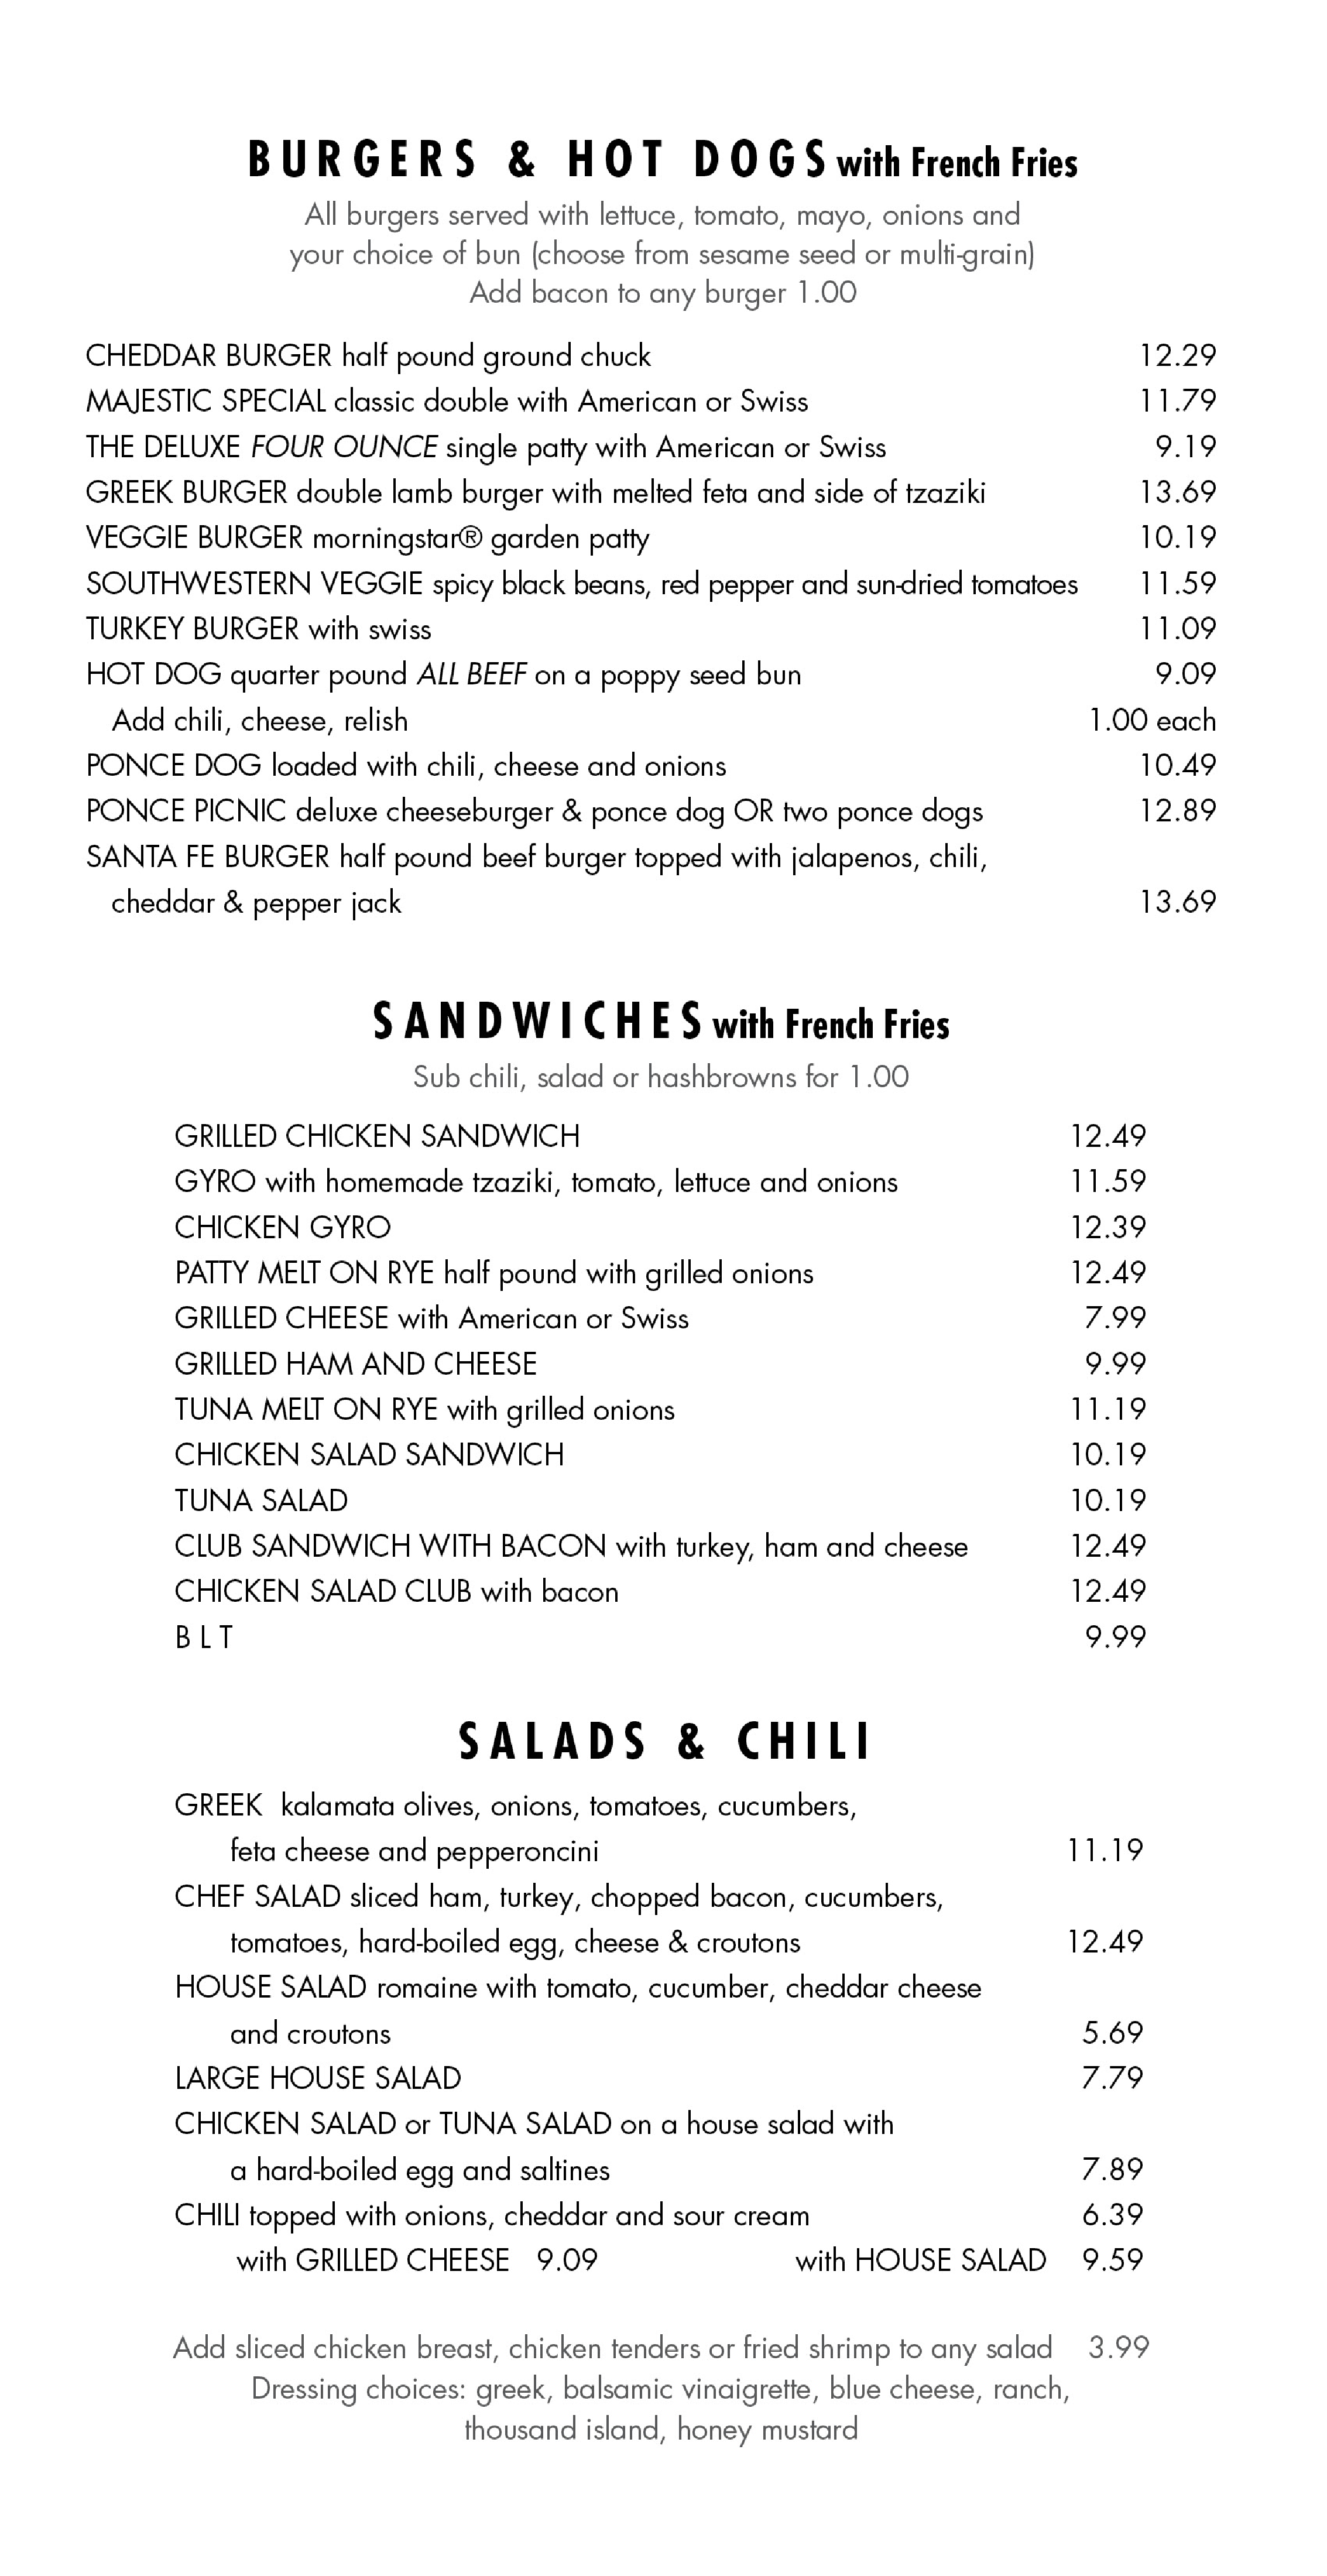 BURGERS & HOT DOGS with French Fries
All burgers served with lettuce, tomato, mayo, onions and
your choice of bun (choose from sesame seed or multi-grain)
Add bacon to any burger 1.00
CHEDDAR BURGER half pound ground chuck 12.29
MAJESTIC SPECIAL classic double with American or Swiss 11.79
THE DELUXE FOUR OUNCE single patty with American or Swiss 9.19
GREEK BURGER double lamb burger with melted feta and side of tzaziki 13.69
VEGGIE BURGER morningstar® garden patty 10.19
SOUTHWESTERN VEGGIE spicy black beans, red pepper and sun-dried tomatoes 11.59
TURKEY BURGER with swiss 11.09
HOT DOG quarter pound ALL BEEF on a poppy seed bun 9.09
Add chili, cheese, relish 1.00 each
PONCE DOG loaded with chili, cheese and onions 10.49
PONCE PICNIC deluxe cheeseburger & ponce dog OR two ponce dogs 12.89
SANTA FE BURGER half pound beef burger topped with jalapenos, chili,
cheddar & pepper jack 13.69
SANDWICHES with French Fries
Sub chili, salad or hashbrowns for 1.00
GRILLED CHICKEN SANDWICH 12.49
GYRO with homemade tzaziki, tomato, lettuce and onions 11.59
CHICKEN GYRO 12.39
PATTY MELT ON RYE half pound with grilled onions 12.49
GRILLED CHEESE with American or Swiss 7.99
GRILLED HAM AND CHEESE 9.99
TUNA MELT ON RYE with grilled onions 11.19
CHICKEN SALAD SANDWICH 10.19
TUNA SALAD 10.19
CLUB SANDWICH WITH BACON with turkey, ham and cheese 12.49
CHICKEN SALAD CLUB with bacon 12.49
B L T 9.99
SALADS & CHILI
GREEK kalamata olives, onions, tomatoes, cucumbers,
feta cheese and pepperoncini 11.19
CHEF SALAD sliced ham, turkey, chopped bacon, cucumbers,
tomatoes, hard-boiled egg, cheese & croutons 12.49
HOUSE SALAD romaine with tomato, cucumber, cheddar cheese
and croutons 5.69
LARGE HOUSE SALAD 7.79
CHICKEN SALAD or TUNA SALAD on a house salad with
a hard-boiled egg and saltines 7.89
CHILI topped with onions, cheddar and sour cream 6.39
with GRILLED CHEESE 9.09 with HOUSE SALAD 9.59
Add sliced chicken breast, chicken tenders or fried shrimp to any salad 3.99
Dressing choices: greek, balsamic vinaigrette, blue cheese, ranch,
thousand island, honey mustard